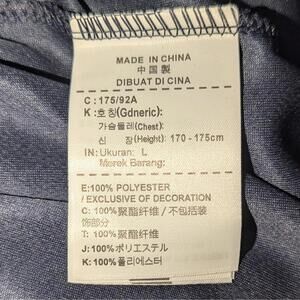 MADE IN CHINA
中国製
DIBUAT DI CINA
C:175/92A
K:호칭(Gdneric):
가슴둘레(Chest):
신 장(Height): 170-175cm
IN: Ukuran: L
Merek Barang:
E:100% POLYESTER
/ EXCLUSIVE OF DECORATION
C: 100%聚酯纤维/不包括装
饰部分
T: 100%聚酯纤维
J:100%ポリエステル
K:100%폴리에스터